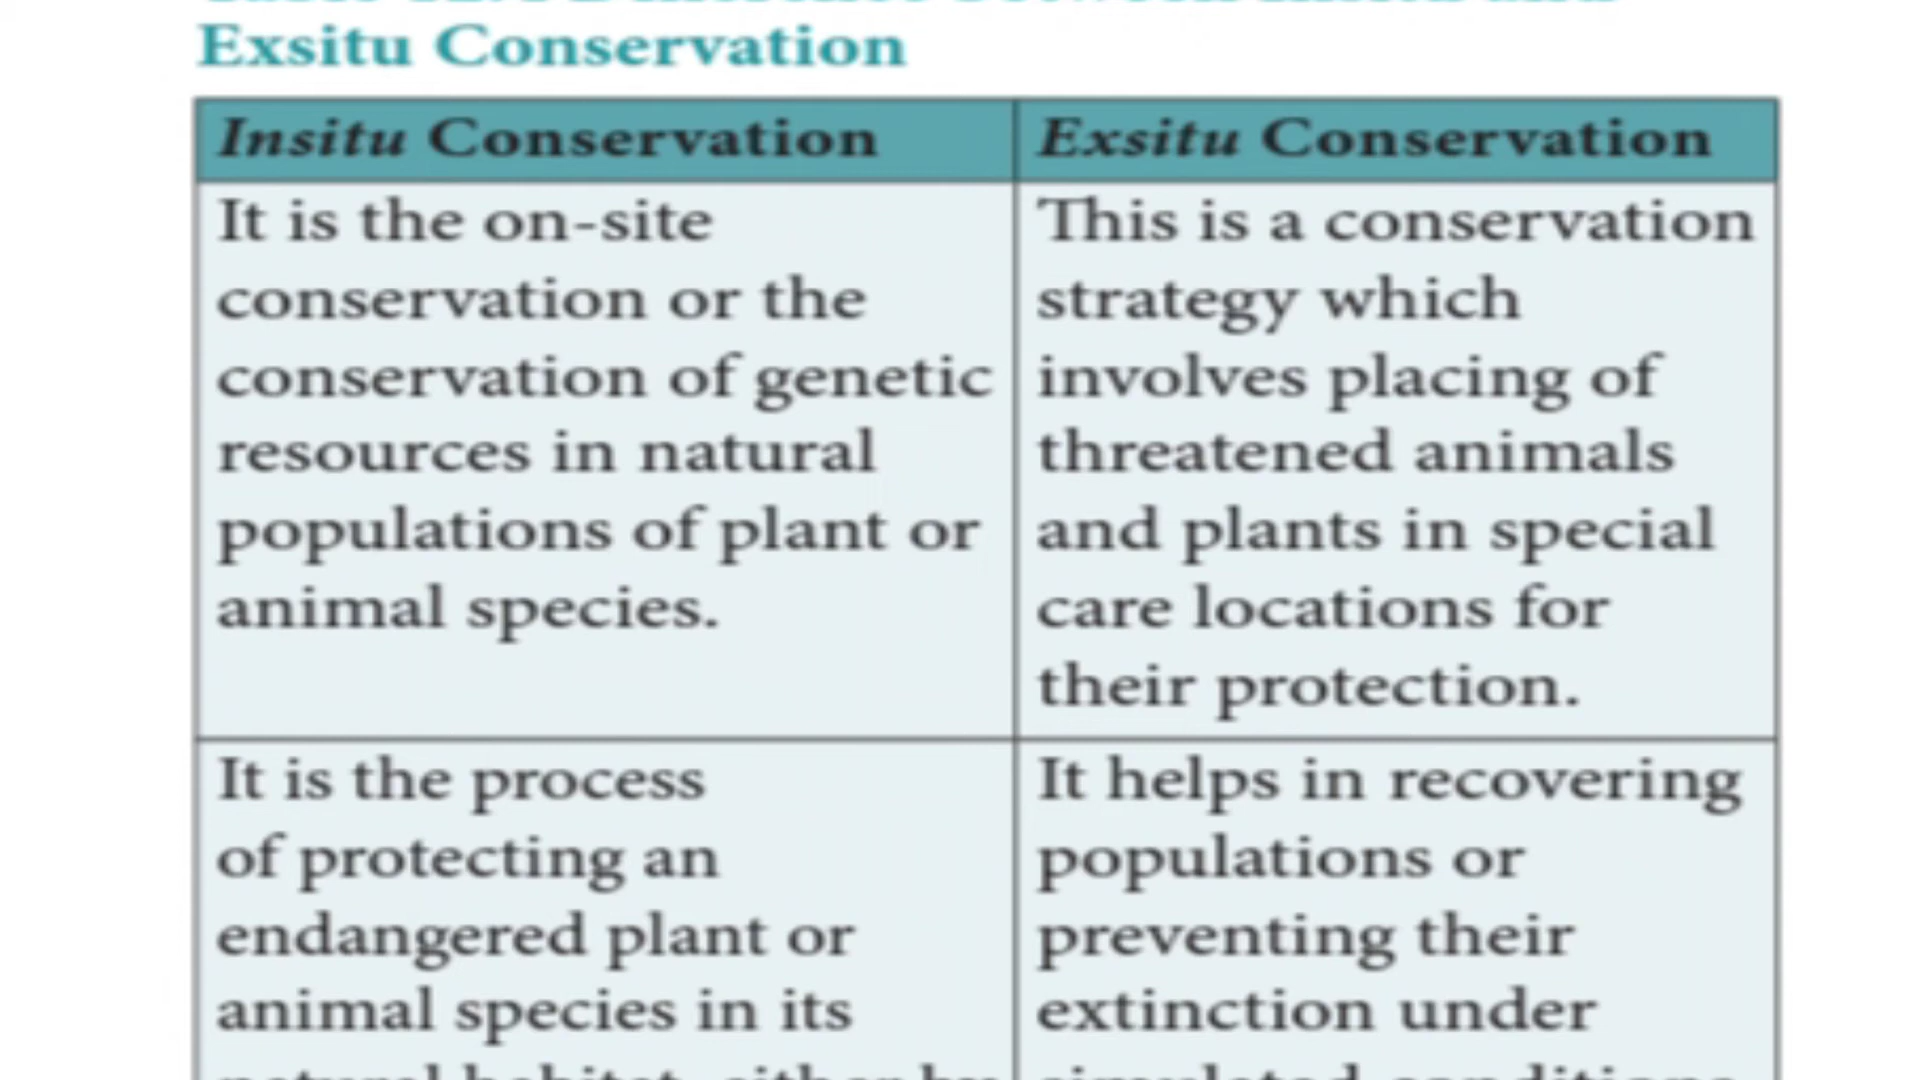 Exsitu Conservation
Insitu Conservation
It is the on-site
conservation or the
conservation of genetic
resources in natural
populations of plant or
animal species.
Exsitu Conservation
This is a conservation
strategy which
involves placing of
threatened animals
and plants in special
care locations for
their protection.
It is the process
of protecting an
endangered plant or
animal species in its
It helps in recovering
populations or
preventing their
extinction under